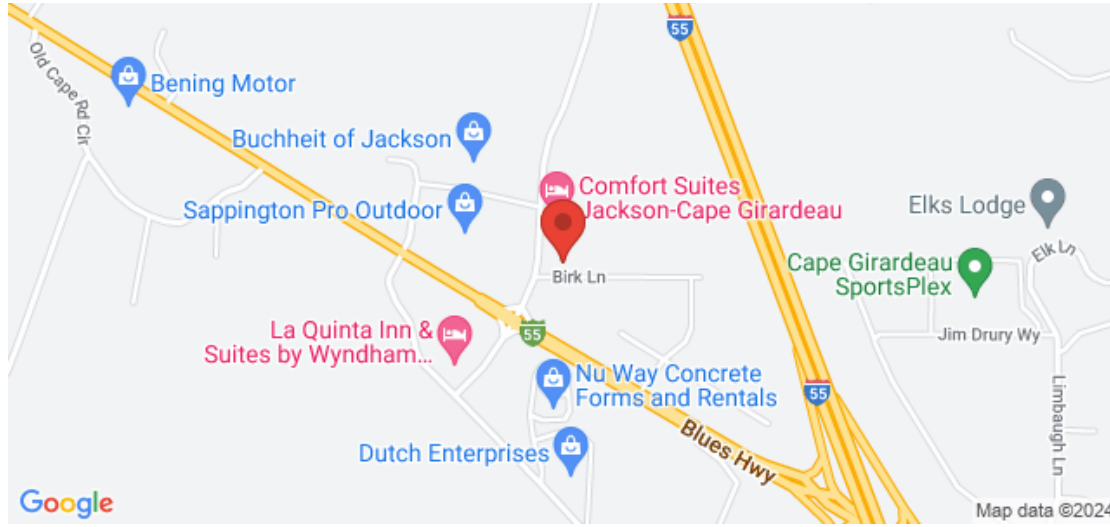 55
Old Cape Rd Cir
Bening Motor
Buchheit of Jackson
Comfort Suites
Jackson-Cape Girardeau
Sappington Pro Outdoor
Elks Lodge
Elk Ln
Cape Girardeau
SportsPlex
Birk Ln
55
Jim Drury Wy
La Quinta Inn &
Suites by Wyndham...
Nu Way Concrete
Forms and Rentals
55
Limbaugh Ln
Blues Hwy
Dutch Enterprises
Google
Map data ©2024